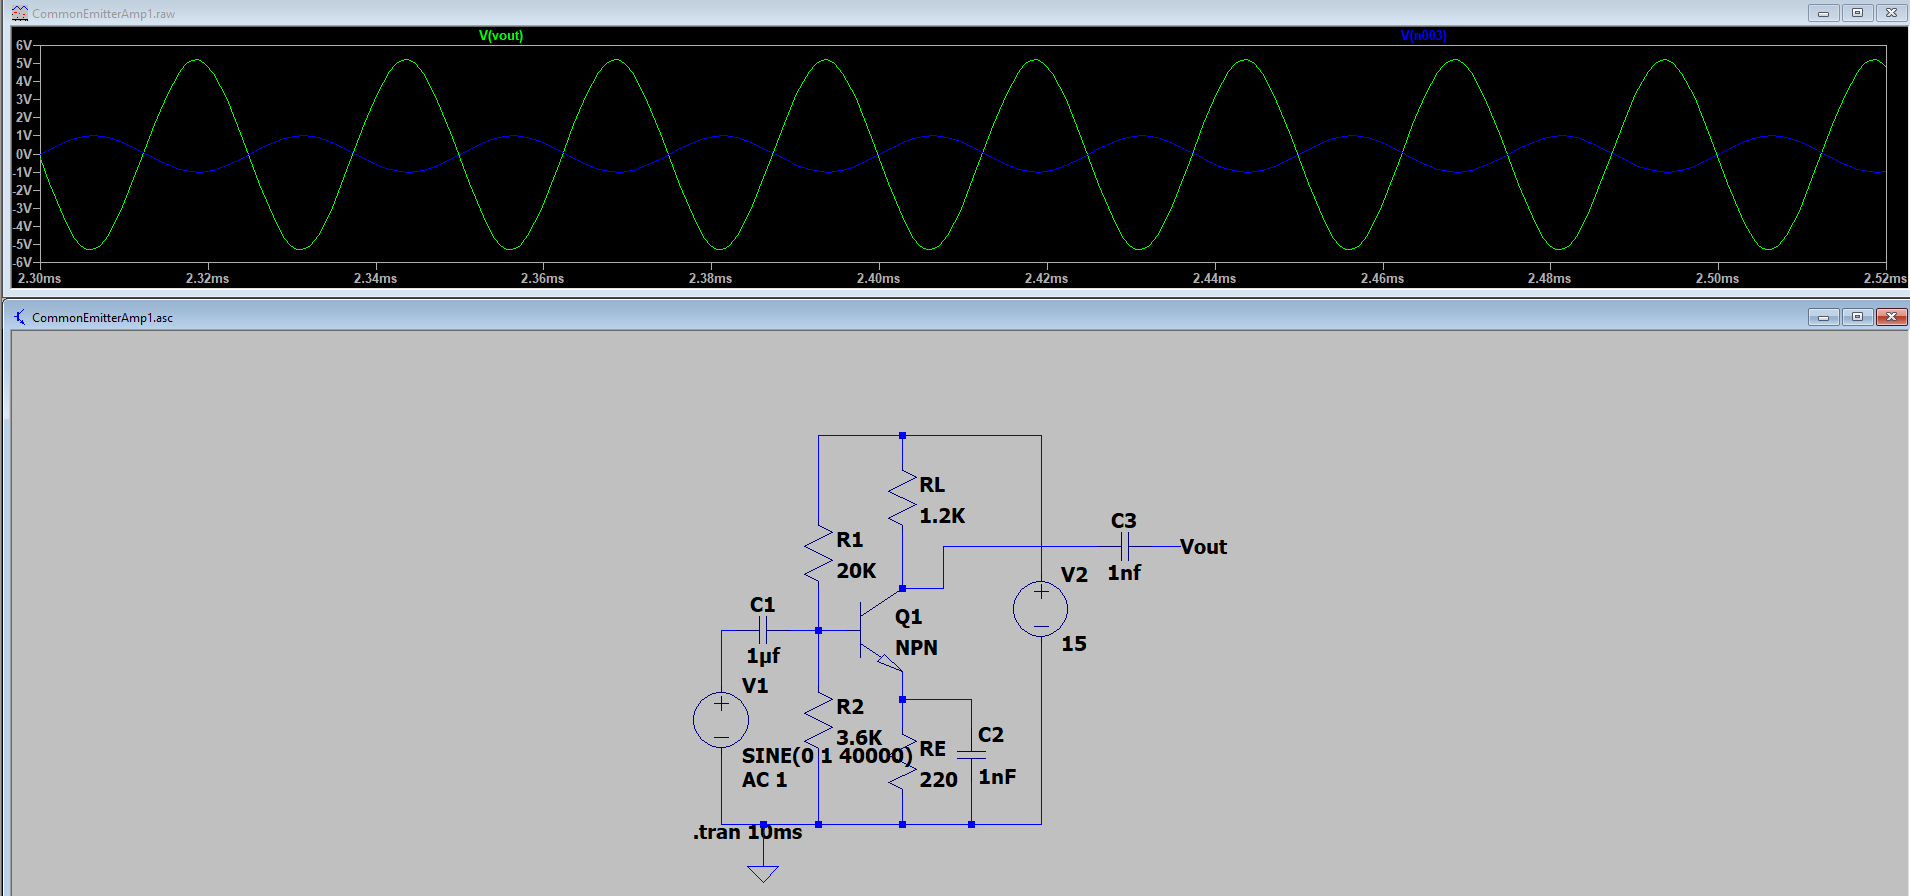 CommonEmitterAmp1.raw
V(vout) V(n003)
6V
5V
4V
3V
2V
1V
0V
-1V
-2V
-3V
-4V
-5V
-6V
2.30ms 2.32ms 2.34ms 2.36ms 2.38ms 2.40ms 2.42ms 2.44ms 2.46ms 2.48ms 2.50ms 2.52ms
CommonEmitterAmp1.asc
RL
1.2K
R1
20K
C3
1nf
Vout
V2
15
C1
1µf
Q1
NPN
V1
SINE(0 1 40000)
AC 1
R2
3.6K
RE
220
C2
1nF
.tran 10ms